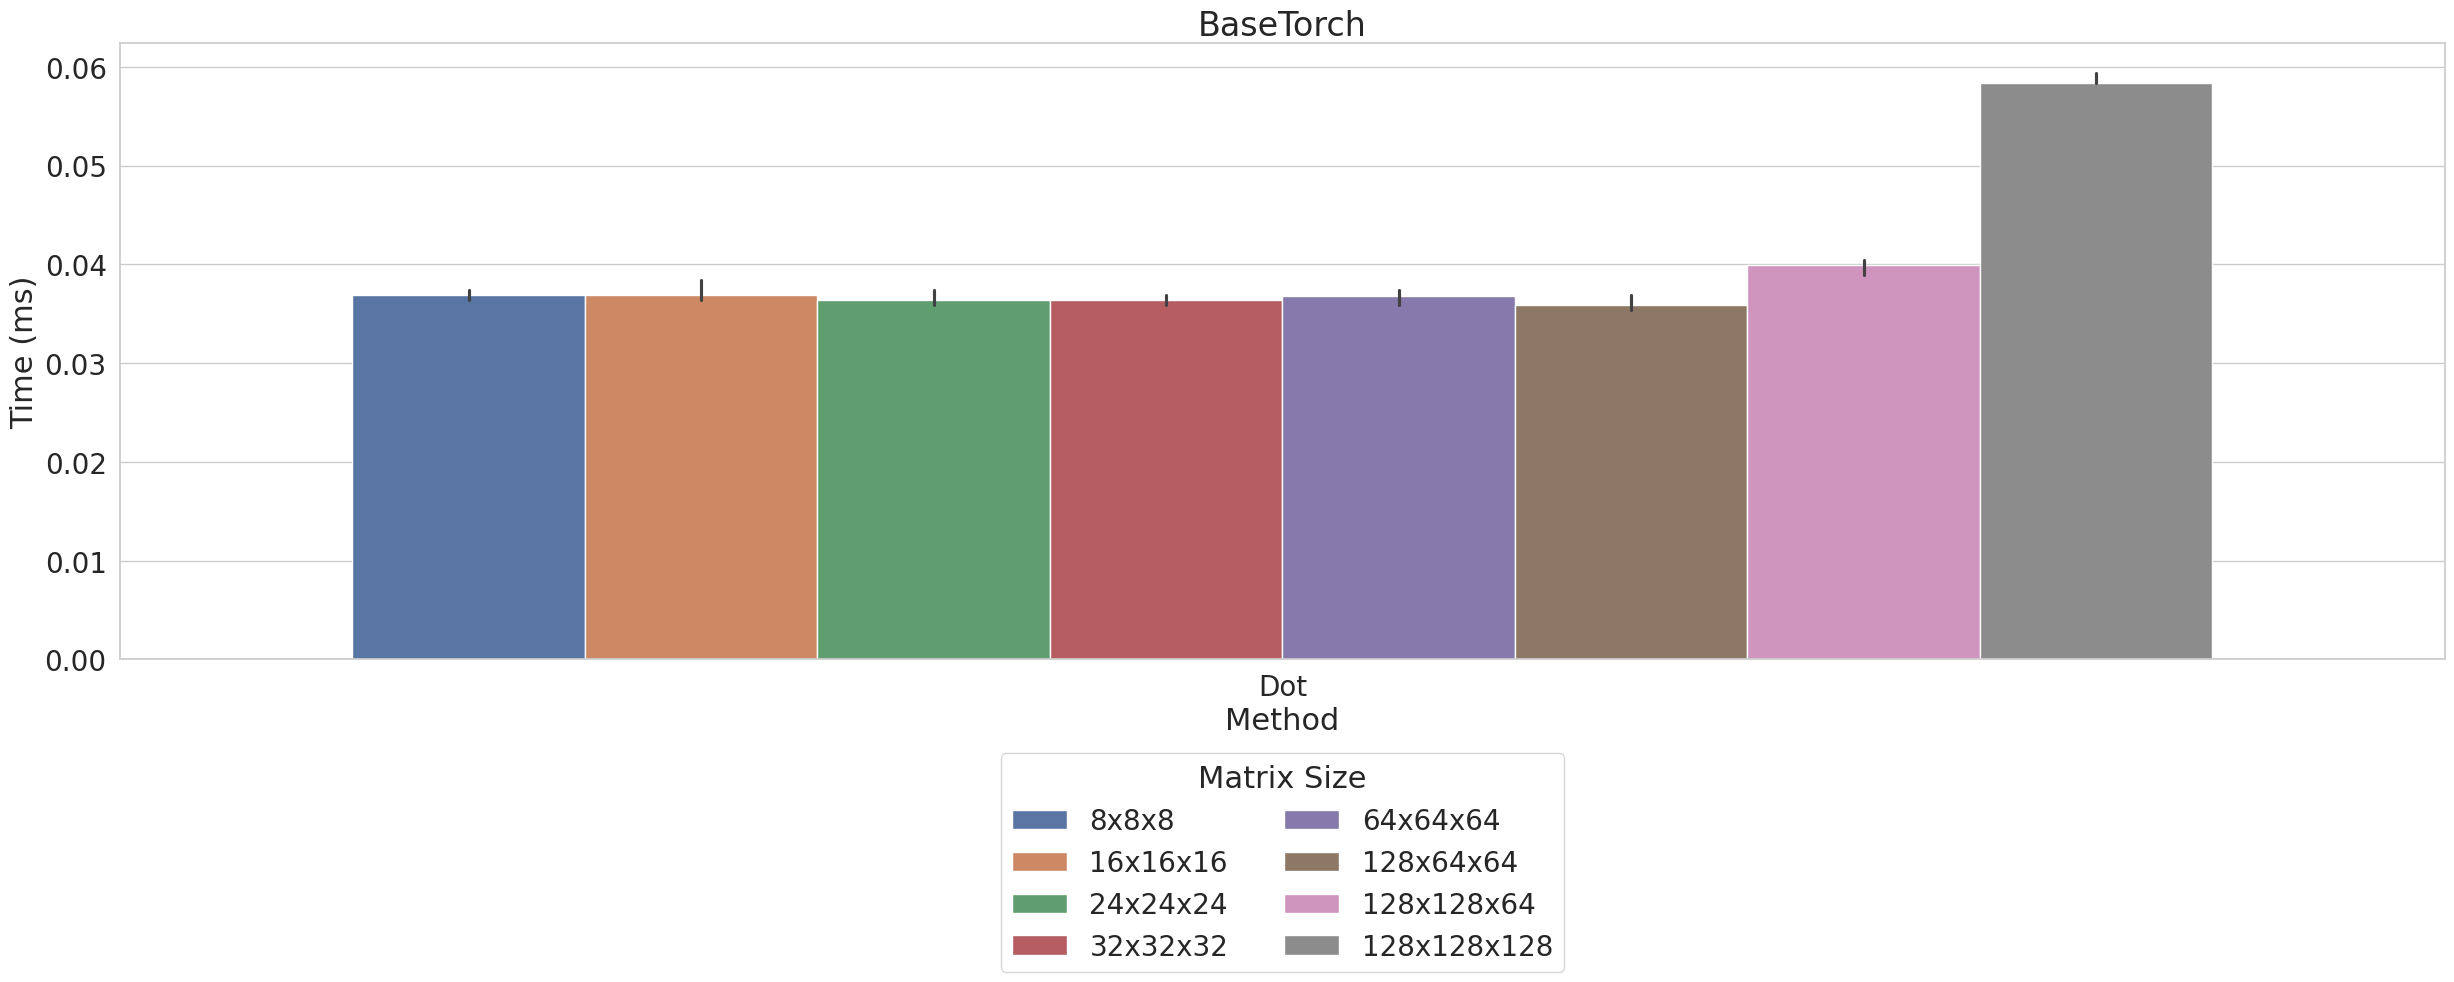 BaseTorch
0.06
0.05
0.04
0.03
0.02
0.01
0.00
Time (ms)
Dot
Method
Matrix Size
8x8x8
16x16x16
24x24x24
32x32x32
64x64x64
128x64x64
128x128x64
128x128x128